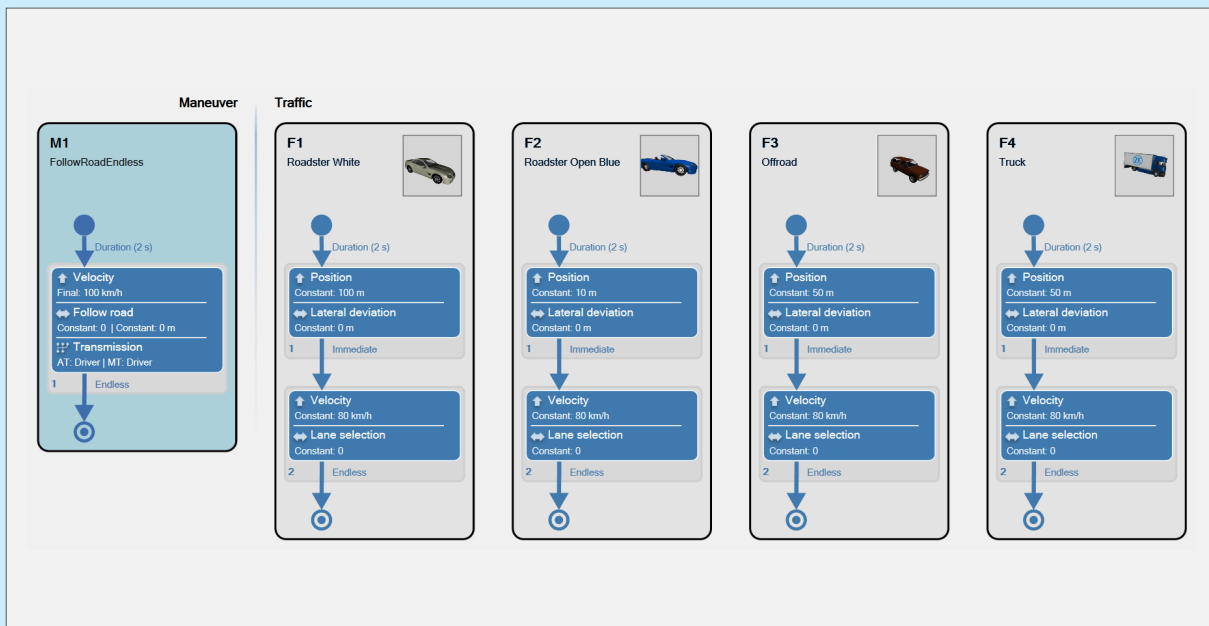 Maneuver
Traffic
M1
FollowRoadEndless
Duration (2 s)
Velocity
Final: 100 km/h
Follow road
Constant: 0 | Constant: 0 m
Transmission
AT: Driver | MT: Driver
1 Endless
F1
Roadster White
Duration (2 s)
Position
Constant: 100 m
Lateral deviation
Constant: 0 m
1 Immediate
Velocity
Constant: 80 km/h
Lane selection
Constant: 0
2 Endless
F2
Roadster Open Blue
Duration (2 s)
Position
Constant: 10 m
Lateral deviation
Constant: 0 m
1 Immediate
Velocity
Constant: 80 km/h
Lane selection
Constant: 0
2 Endless
F3
Offroad
Duration (2 s)
Position
Constant: 50 m
Lateral deviation
Constant: 0 m
1 Immediate
Velocity
Constant: 80 km/h
Lane selection
Constant: 0
2 Endless
F4
Truck
Duration (2 s)
Position
Constant: 50 m
Lateral deviation
Constant: 0 m
1 Immediate
Velocity
Constant: 80 km/h
Lane selection
Constant: 0
2 Endless